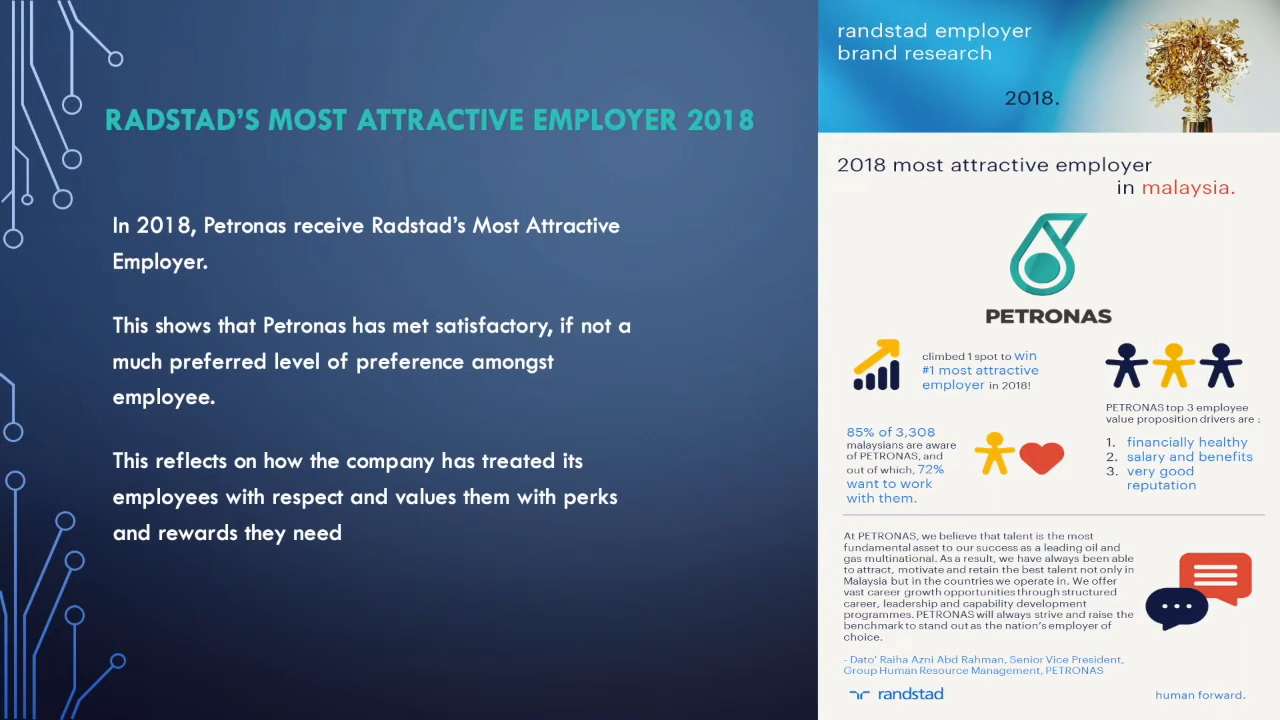 RADSTAD'S MOST ATTRACTIVE EMPLOYER 2018
In 2018, Petronas receive Radstad's Most Attractive
Employer.
This shows that Petronas has met satisfactory, if not a
much preferred level of preference amongst
employee.
This reflects on how the company has treated its
employees with respect and values them with perks
and rewards they need
randstad employer
brand research
2018.
2018 most attractive employer
in malaysia.
PETRONAS
climbed 1 spot to win
#1 most attractive
employer in 2018!
PETRONAS top 3 employee
value proposition drivers are :
1. financially healthy
2. salary and benefits
3. very good
reputation
85% of 3,308
malaysians are aware
of PETRONAS, and
out of which, 72%
want to work
with them.
At PETRONAS, we believe that talent is the most
fundamental asset to our success as a leading oil and
gas multinational. As a result, we have always been able
to attract, motivate and retain the best talent not only in
Malaysia but in the countries we operate in. We offer
vast career growth opportunities through structured
career, leadership and capability development
programmes. PETRONAS will always strive and raise the
benchmark to stand out as the nation's employer of
choice.
- Dato' Raiha Azni Abd Rahman, Senior Vice President,
Group Human Resource Management, PETRONAS
randstad
human forward.